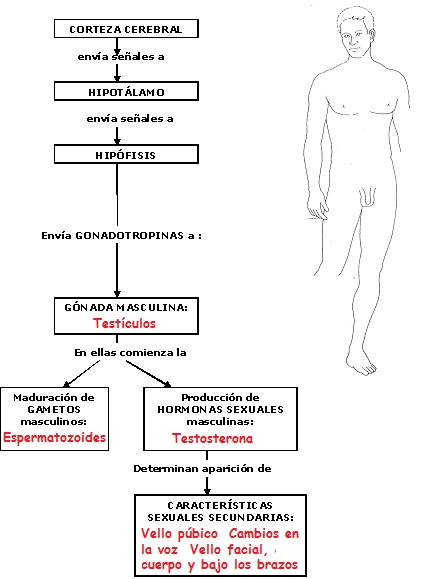 CORTEZA CEREBRAL
envía señales a
HIPOTÁLAMO
envía señales a
HIPÓFISIS
Envía GONADOTROPINAS a :
GÓNADA MASCULINA:
Testículos
En ellas comienza la
Maduración de
GAMETOS
masculinos:
Espermatozoides
Producción de
HORMONAS SEXUALES
masculinas:
Testosterona
Determinan aparición de
CARACTERÍSTICAS
SEXUALES SECUNDARIAS:
Vello púbico Cambios en
la voz Vello facial,
cuerpo y bajo los brazos